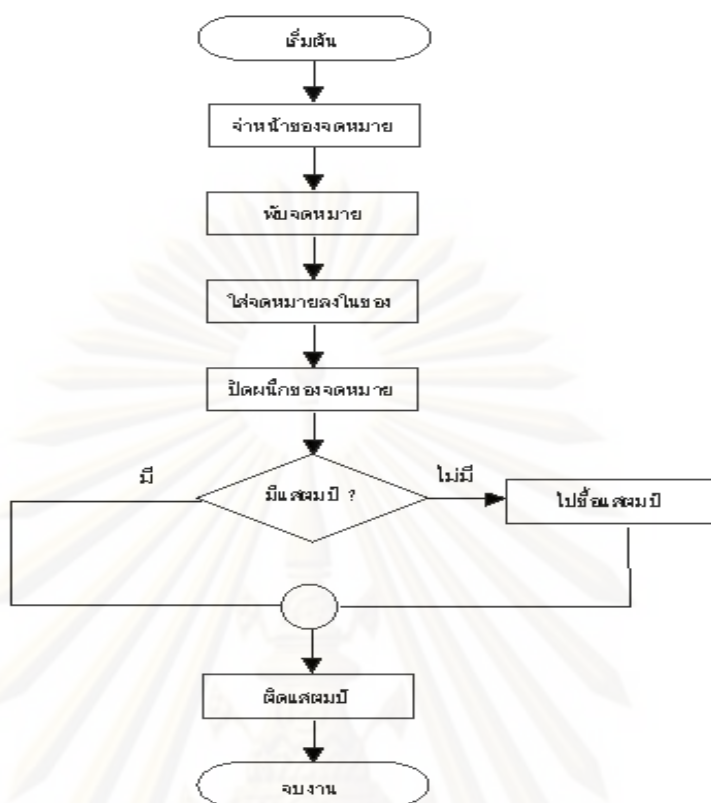 เริ่มต้น
จ่าหน้าซองจดหมาย
พับจดหมาย
ใส่จดหมายลงในซอง
ปิดผนึกซองจดหมาย
มี
มีแสตมป์ ?
ไม่มี
ไปซื้อแสตมป์
ติดแสตมป์
จบงาน